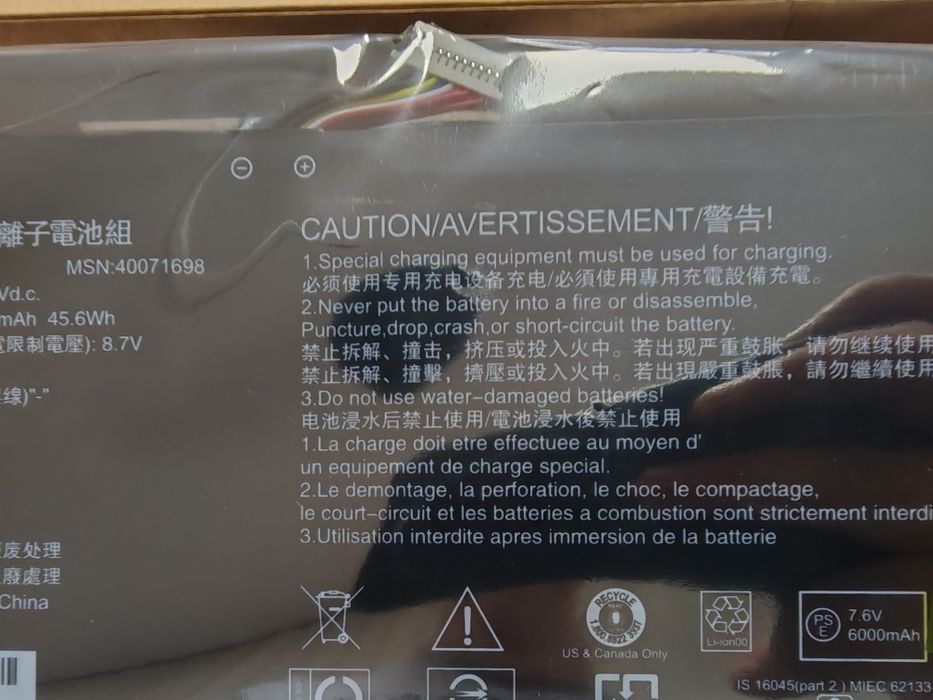 離子電池組
MSN:40071698
Vd.c.
mAh 45.6Wh
電限制電壓): 8.7V
線)"-"
废处理
廢處理
China
CAUTION/AVERTISSEMENT/警告!
1.Special charging equipment must be used for charging.
必须使用专用充电设备充电/必須使用專用充電設備充電。
2.Never put the battery into a fire or disassemble,
Puncture,drop,crash,or short-circuit the battery.
禁止拆解、撞击，挤压或投入火中。若出现严重鼓胀，请勿继续使用
禁止拆解、撞擊，擠壓或投入火中。若出現嚴重鼓脹，請勿繼續使用
3.Do not use water-damaged batteries!
电池浸水后禁止使用/電池浸水後禁止使用
1.La charge doit etre effectuee au moyen d'
un equipement de charge special.
2.Le demontage, la perforation, le choc, le compactage,
le court-circuit et les batteries a combustion sont strictement interdi
3.Utilisation interdite apres immersion de la batterie
RECYCLE
1.800.8822.8837
US & Canada Only
Li-ion00
PS
E
7.6V
6000mAh
IS 16045(part 2 ) MIEC 62133